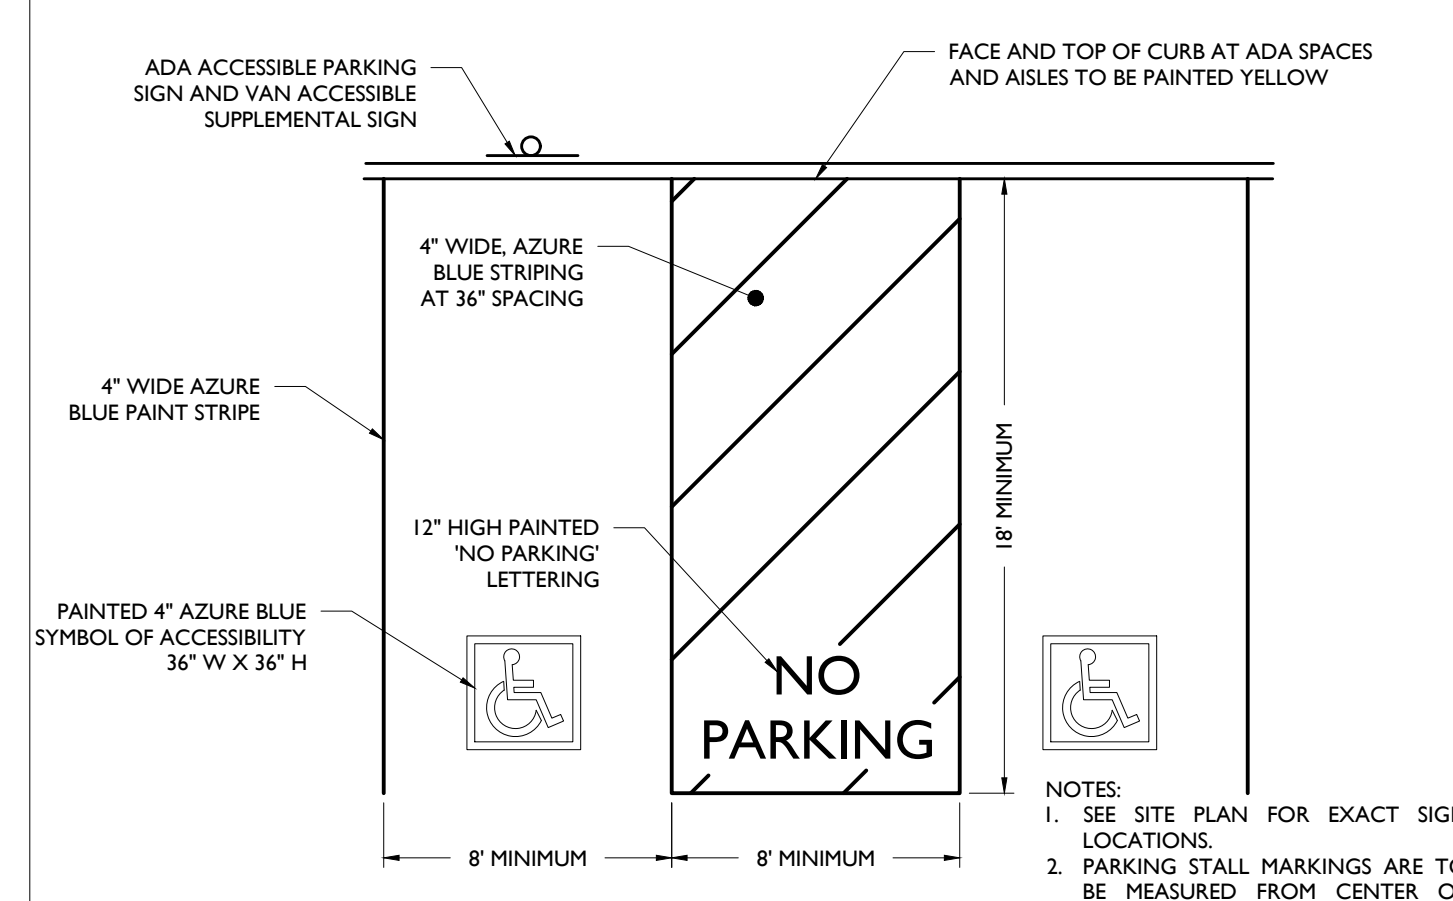 ADA ACCESSIBLE PARKING
SIGN AND VAN ACCESSIBLE
SUPPLEMENTAL SIGN
FACE AND TOP OF CURB AT ADA SPACES
AND AISLES TO BE PAINTED YELLOW
4" WIDE, AZURE
BLUE STRIPING
AT 36" SPACING
4" WIDE AZURE
BLUE PAINT STRIPE
18' MINIMUM
12" HIGH PAINTED
'NO PARKING'
LETTERING
PAINTED 4" AZURE BLUE
SYMBOL OF ACCESSIBILITY
36" W X 36" H
NO
PARKING
8' MINIMUM
8' MINIMUM
NOTES:
1. SEE SITE PLAN FOR EXACT
LOCATIONS.
2. PARKING STALL MARKINGS ARE
BE MEASURED FROM CENTER